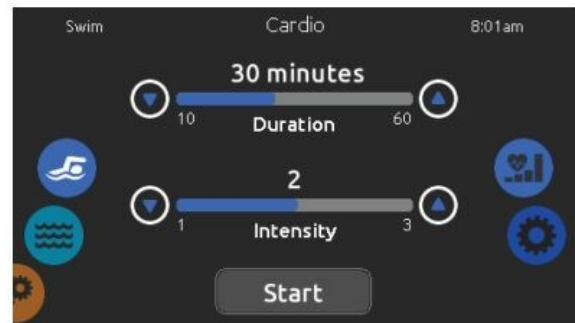 Swim Cardio 8:01am
30 minutes
10 Duration 60
2
1 Intensity 3
Start